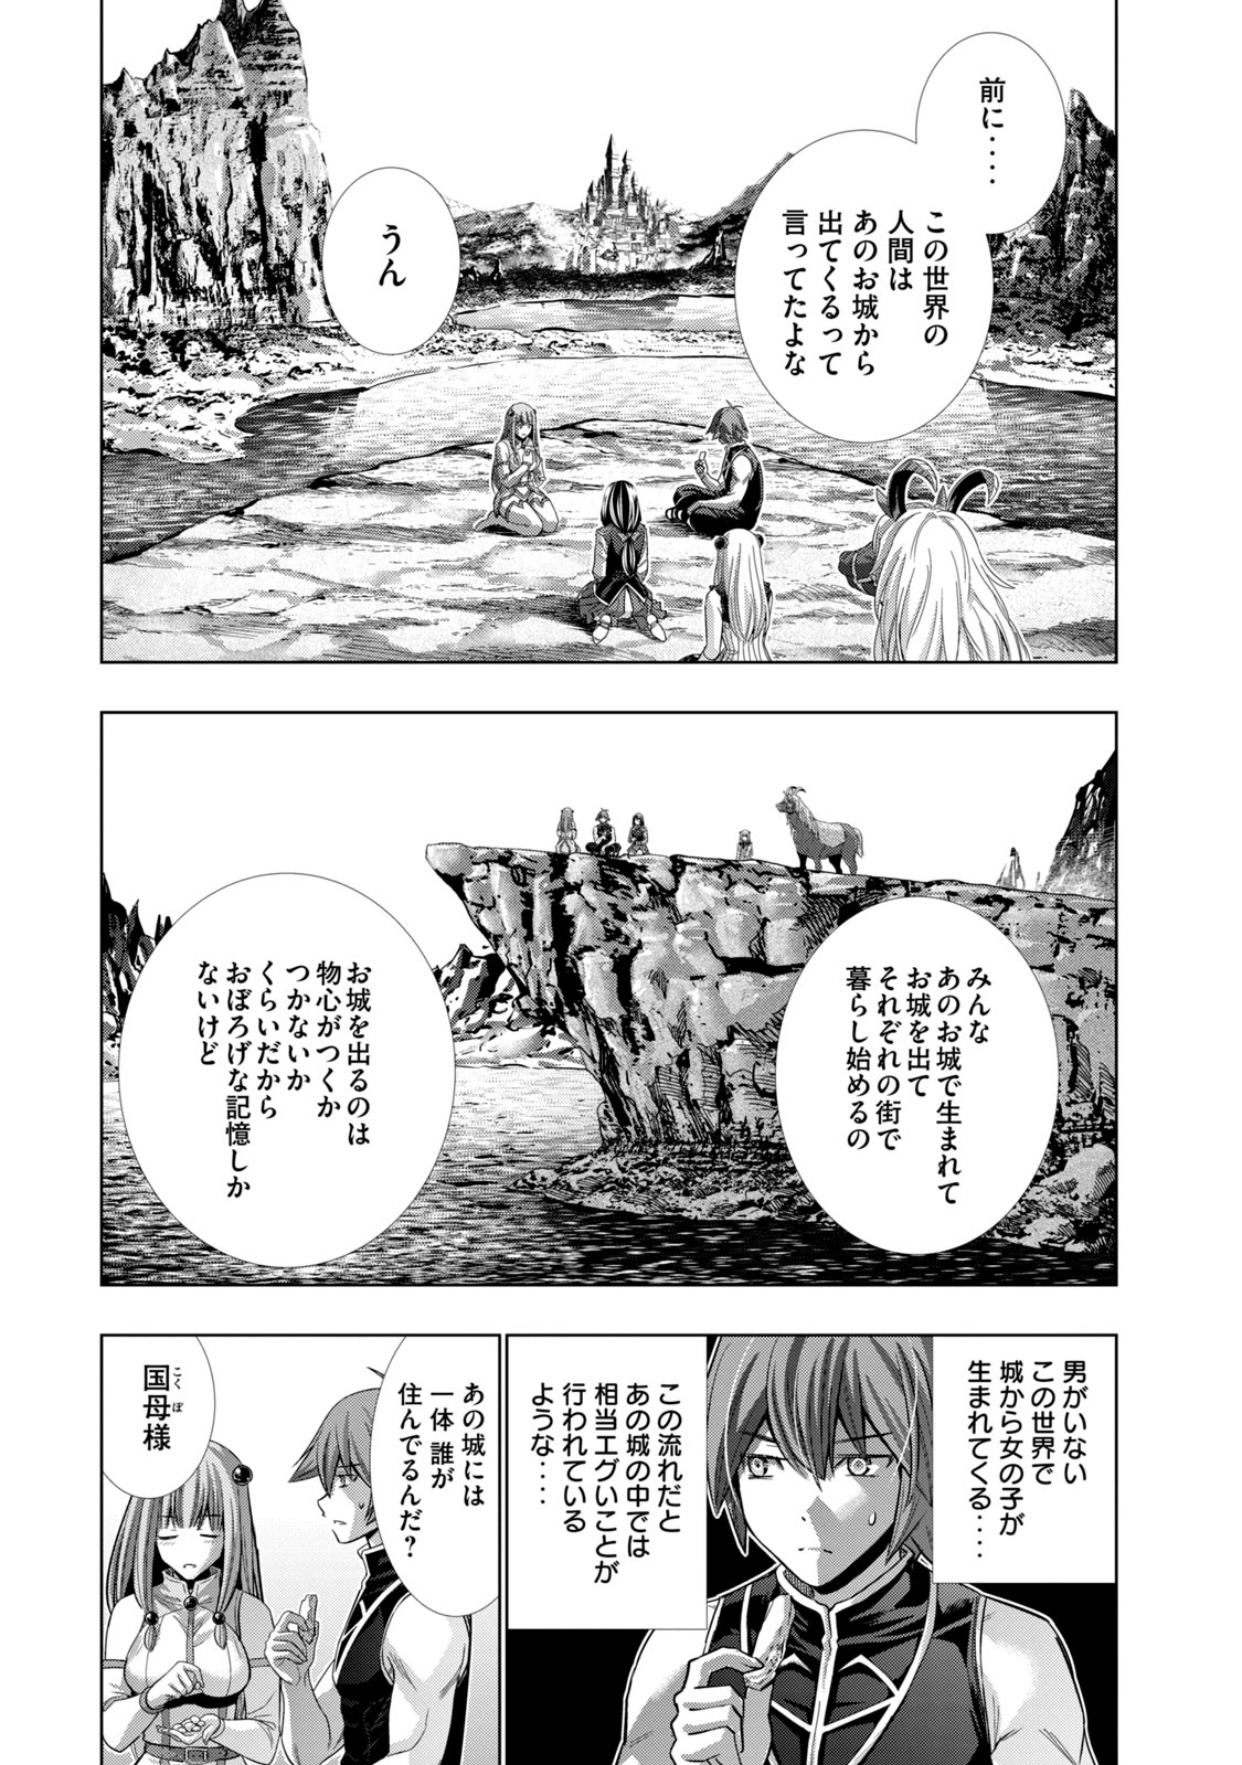 前に‥‥
この世界の
人間は
あのお城から
出てくるって
言ってたよな
うん
みんな
あのお城で生まれて
お城を出て
それぞれの街で
暮らし始めるの
お城を出るのは
物心がつくか
つかないか
くらいだから
おぼろげな記憶しか
ないけど
男がいない
この世界で
城から女の子が
生まれてくる‥‥
この流れだと
あの城の中では
相当エグいことが
行われている
ような‥‥
あの城には
一体 誰が
住んでるんだ?
国母様
こくぼ